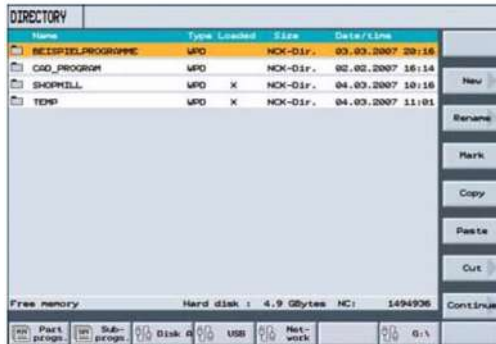 DIRECTORY
Name Type Loaded Size Date/time
BEISPIELPROGRAMME WPD NCK-Dir. 03.03.2007 20:16
CAD_PROGRAM WPD NCK-Dir. 02.02.2007 16:14
SHOPMILL WPD X NCK-Dir. 04.03.2007 10:16
TEMP WPD X NCK-Dir. 04.03.2007 11:01
New
Rename
Mark
Copy
Paste
Cut
Continue
Free memory Hard disk : 4.9 GBytes NC: 1494936
Part progs. Sub- progs. Disk A USB Net- work G:\